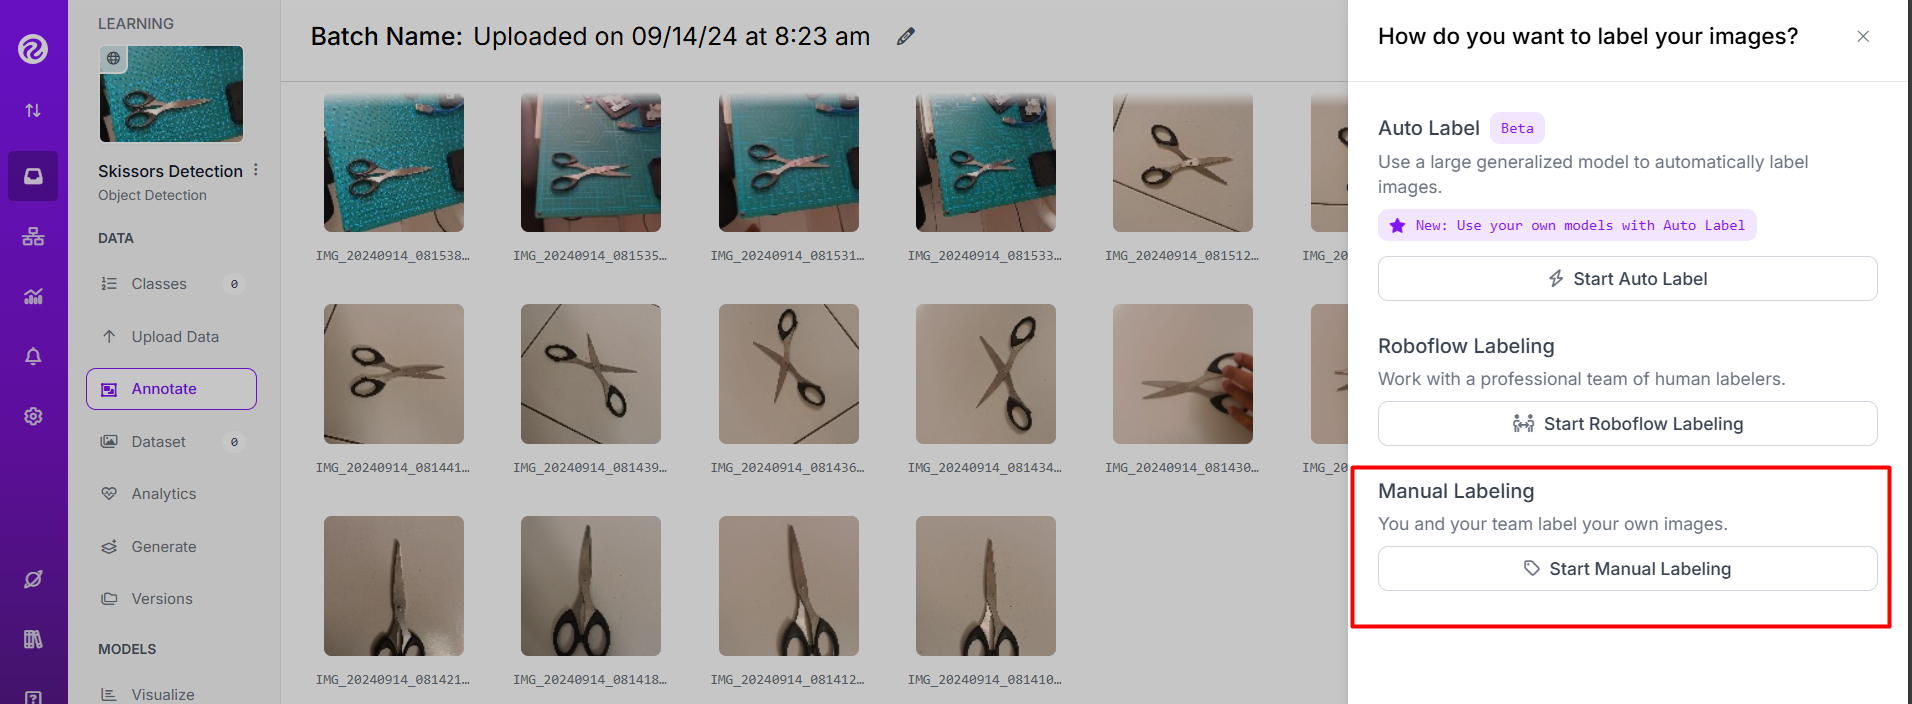 LEARNING
Skissors Detection
Object Detection
DATA
Classes 0
Upload Data
Annotate
Dataset 0
Analytics
Generate
Versions
MODELS
Visualize
Batch Name: Uploaded on 09/14/24 at 8:23 am
IMG_20240914_081538… IMG_20240914_081535… IMG_20240914_081531… IMG_20240914_081533… IMG_20240914_081512… IMG_20
IMG_20240914_081441… IMG_20240914_081439… IMG_20240914_081436… IMG_20240914_081434… IMG_20240914_081430… IMG_20
IMG_20240914_081421… IMG_20240914_081418… IMG_20240914_081412… IMG_20240914_081410…
How do you want to label your images?
Auto Label Beta
Use a large generalized model to automatically label
images.
New: Use your own models with Auto Label
Start Auto Label
Roboflow Labeling
Work with a professional team of human labelers.
Start Roboflow Labeling
Manual Labeling
You and your team label your own images.
Start Manual Labeling